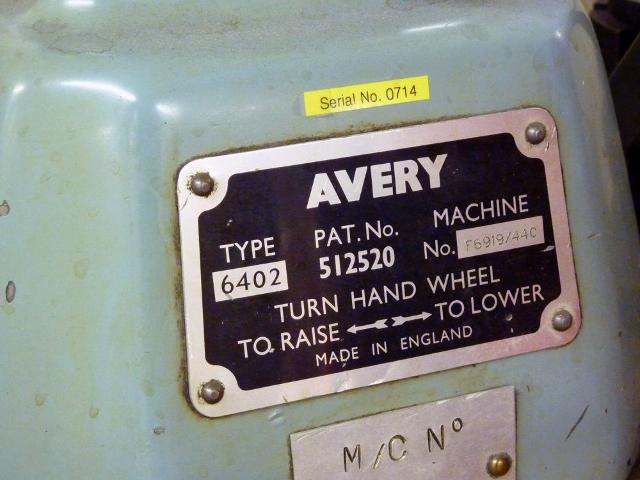 Serial No. 0714
AVERY
TYPE PAT. No. MACHINE
6402 512520 No. F6919/44C
TURN HAND WHEEL
TO RAISE TO LOWER
MADE IN ENGLAND
M/C Nº